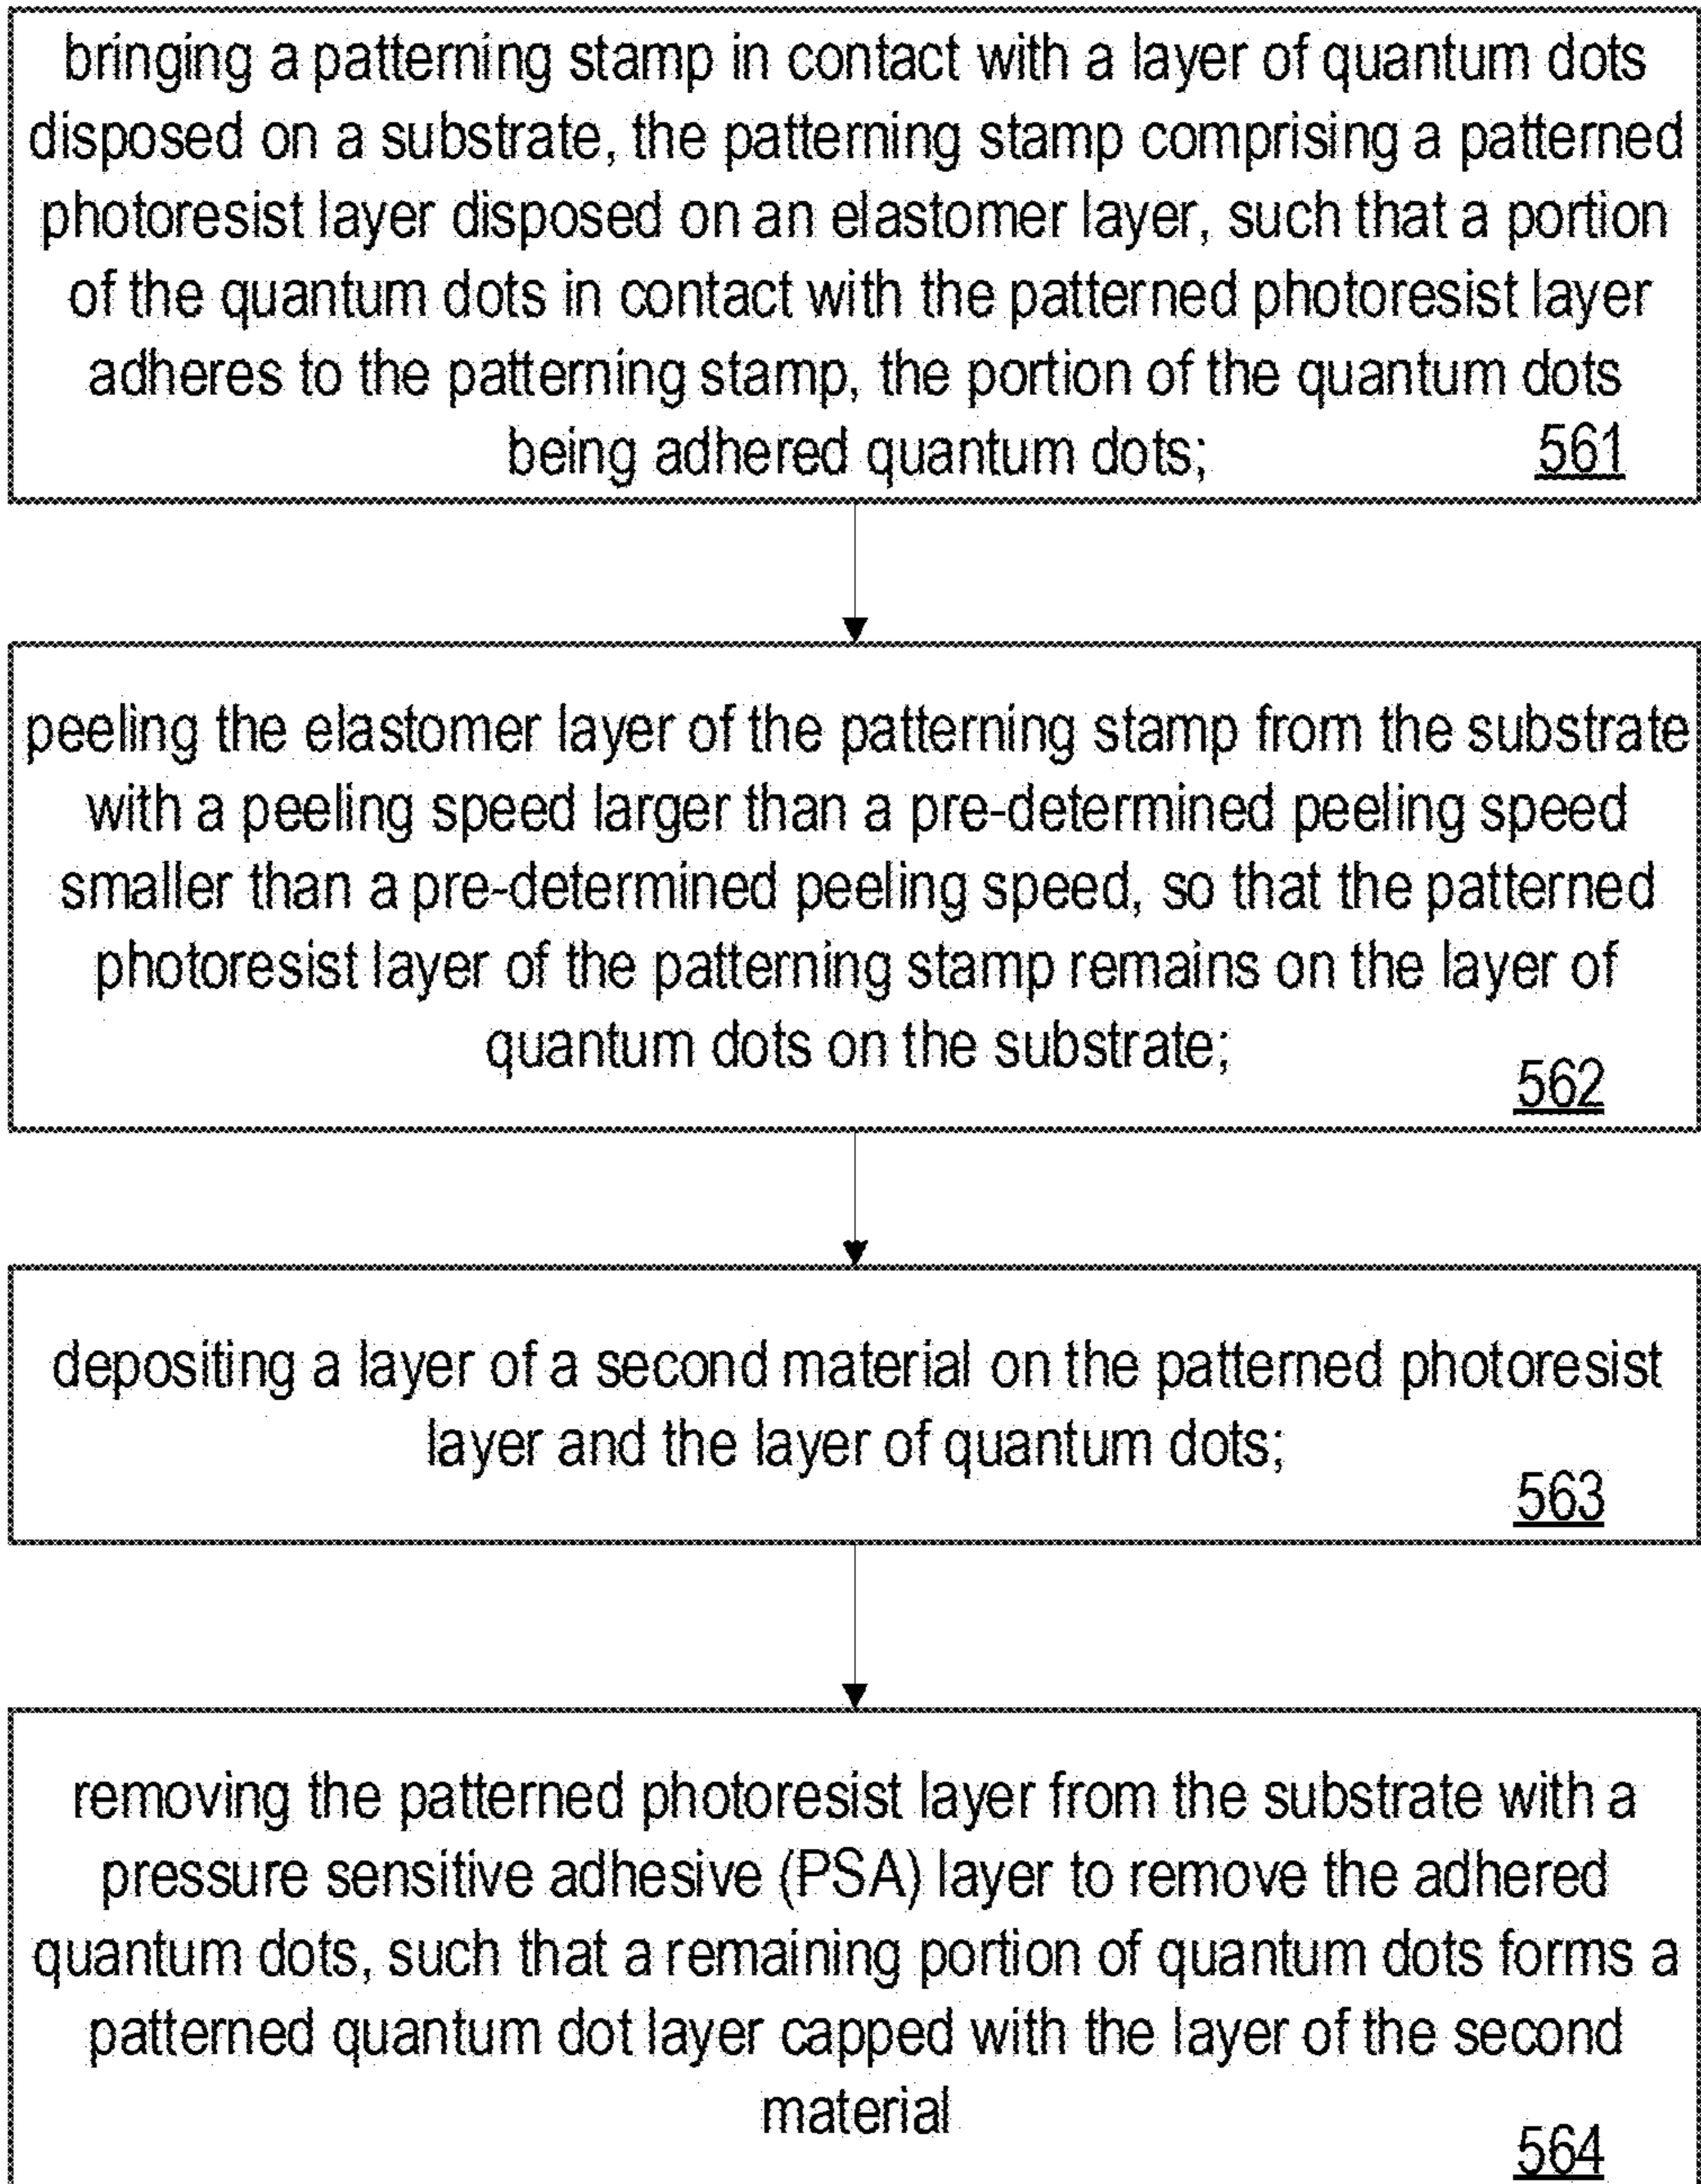 bringing a patterning stamp in contact with a layer of quantum dots
disposed on a substrate, the patterning stamp comprising a patterned
photoresist layer disposed on an elastomer layer, such that a portion
of the quantum dots in contact with the patterned photoresist layer
adheres to the patterning stamp, the portion of the quantum dots
being adhered quantum dots; 561
peeling the elastomer layer of the patterning stamp from the substrate
with a peeling speed larger than a pre-determined peeling speed
smaller than a pre-determined peeling speed, so that the patterned
photoresist layer of the patterning stamp remains on the layer of
quantum dots on the substrate;
562
depositing a layer of a second material on the patterned photoresist
layer and the layer of quantum dots;
563
removing the patterned photoresist layer from the substrate with a
pressure sensitive adhesive (PSA) layer to remove the adhered
quantum dots, such that a remaining portion of quantum dots forms a
patterned quantum dot layer capped with the layer of the second
material
564